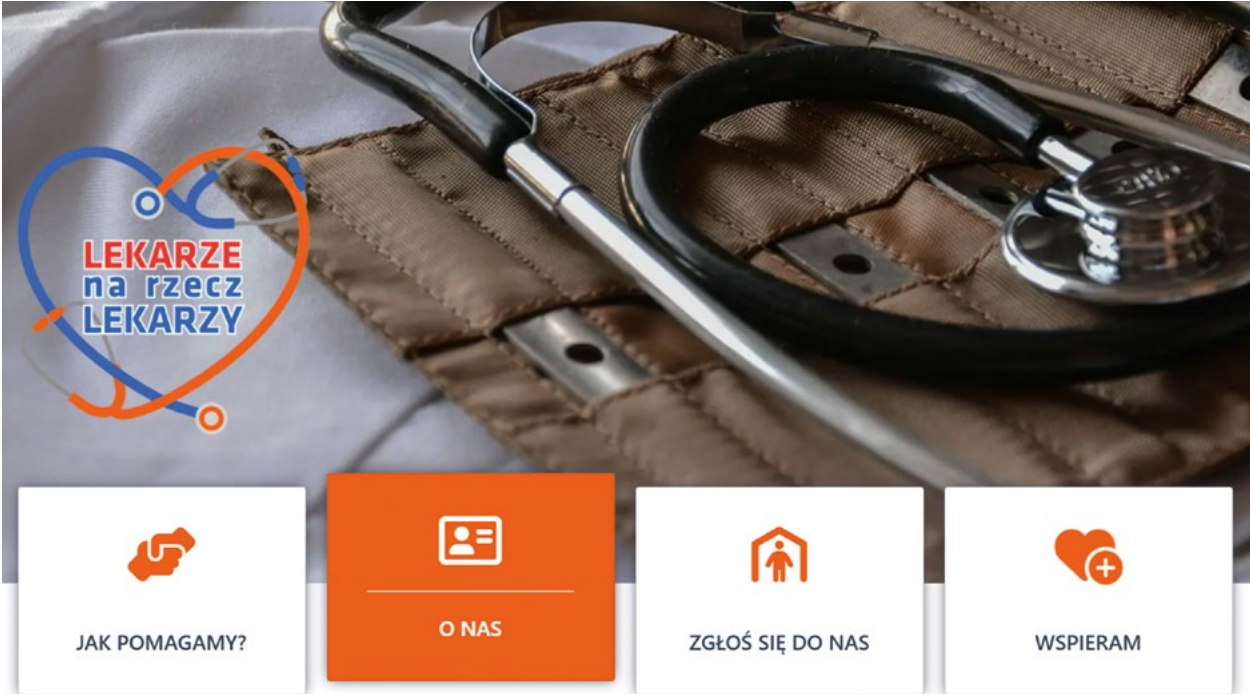 LEKARZE
na rzecz
LEKARZY
JAK POMAGAMY?
O NAS
ZGŁOŚ SIĘ DO NAS
WSPIERAM